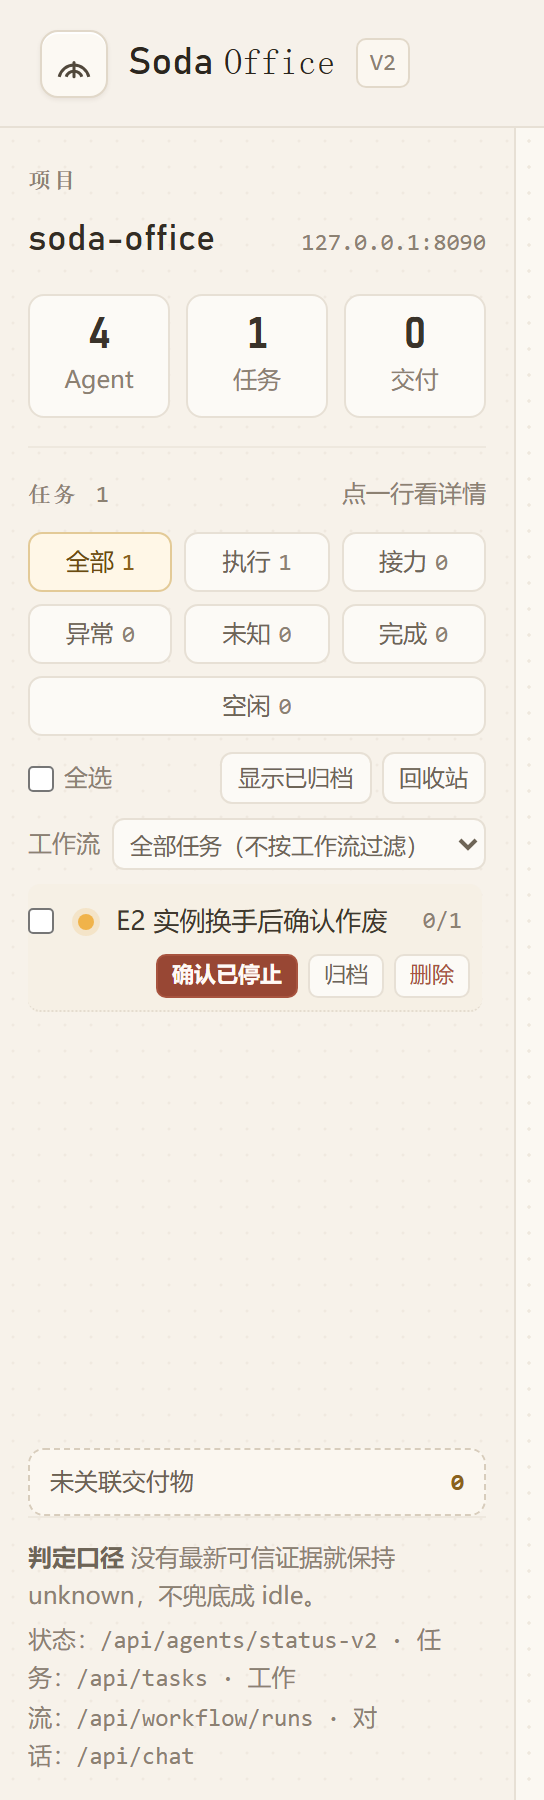 Soda Office V2
项目
soda-office 127.0.0.1:8090
4 1 0
Agent 任务 交付
任务 1 点一行看详情
全部 1 执行 1 接力 0
异常 0 未知 0 完成 0
空闲 0
全选 显示已归档 回收站
工作流 全部任务（不按工作流过滤）
E2 实例换手后确认作废 0/1
确认已停止 归档 删除
未关联交付物 0
判定口径 没有最新可信证据就保持
unknown，不兜底成 idle。
状态：/api/agents/status-v2 · 任
务：/api/tasks · 工作
流：/api/workflow/runs · 对
话：/api/chat